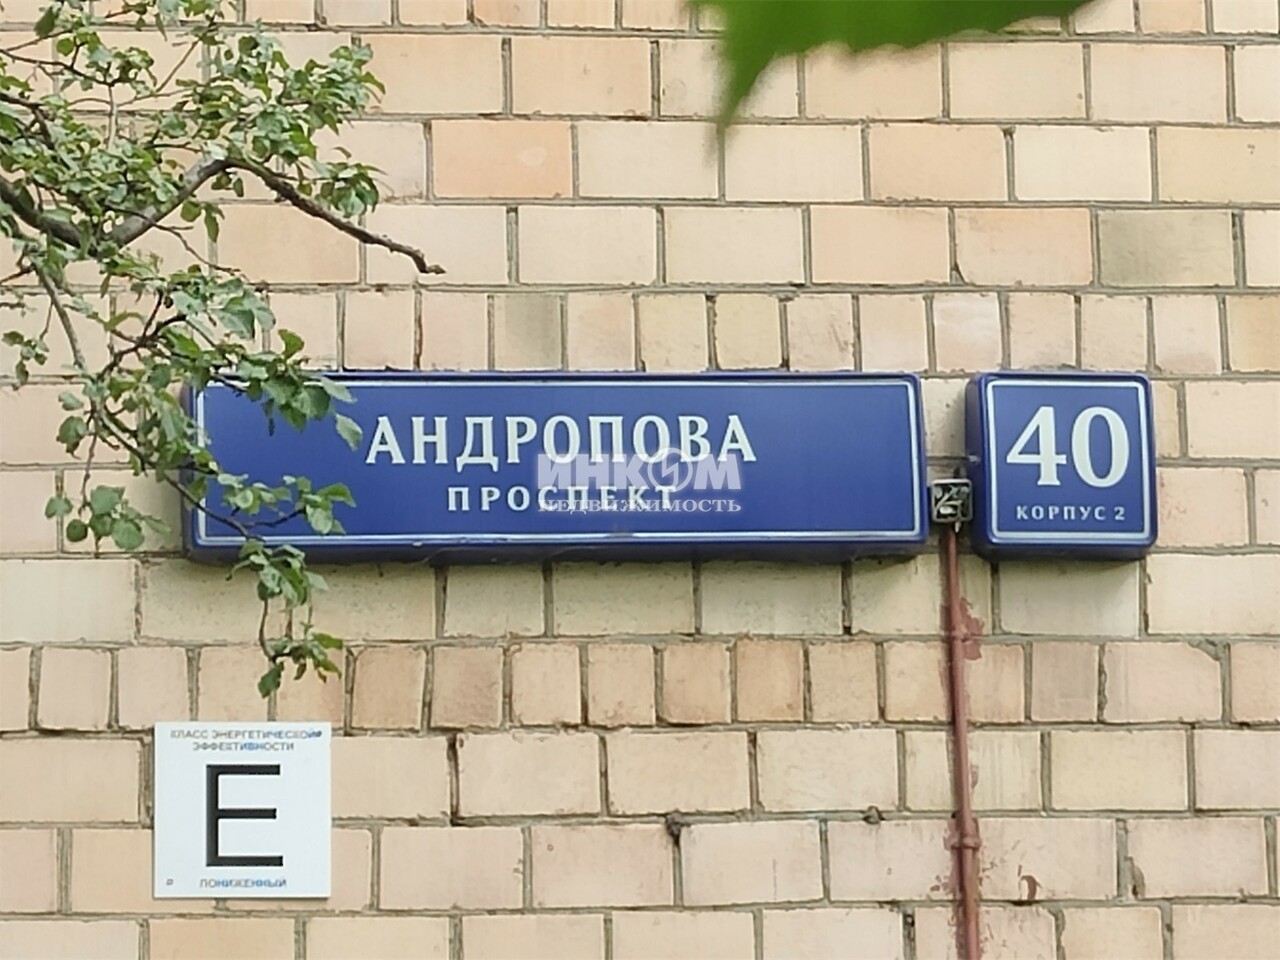 АНДРОПОВА
ПРОСПЕКТ
40
КОРПУС 2
ИНКОМ
НЕДВИЖИМОСТЬ
КЛАСС ЭНЕРГЕТИЧЕСКОЙ
ЭФФЕКТИВНОСТИ
E
ПОНИЖЕННЫЙ